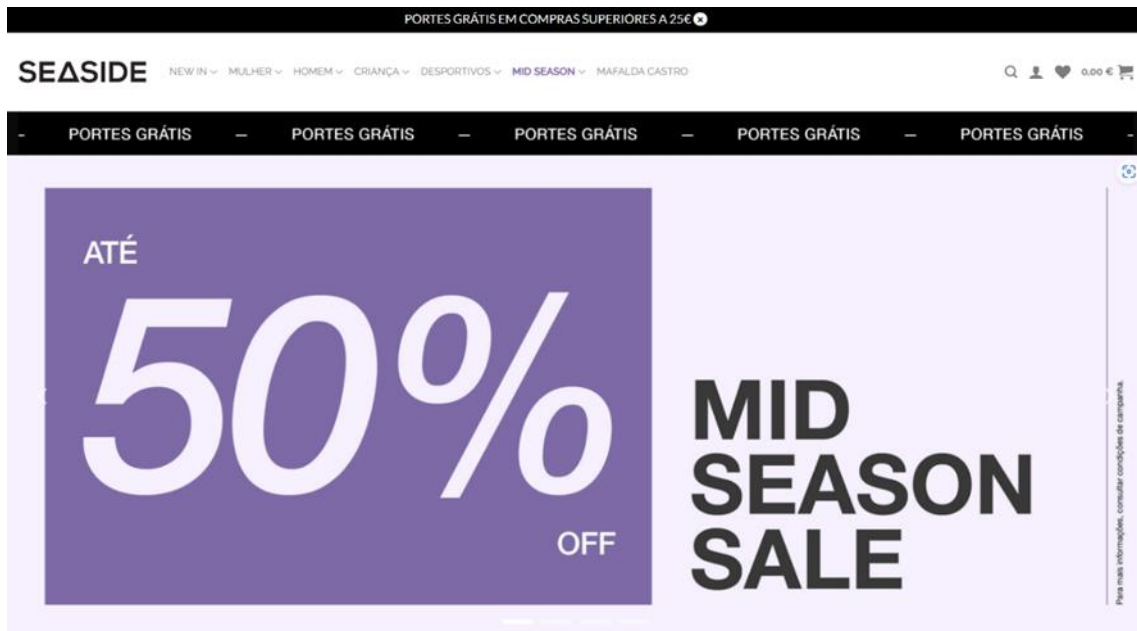 PORTES GRÁTIS EM COMPRAS SUPERIORES A 25€
SEASIDE NEW IN MULHER HOMEM CRIANÇA DESPORTIVOS MID SEASON MAFALDA CASTRO 0,00 €
- PORTES GRÁTIS – PORTES GRÁTIS – PORTES GRÁTIS – PORTES GRÁTIS – PORTES GRÁTIS -
ATÉ
50%
OFF
MID
SEASON
SALE
Para mais informações, consultar condições de campanha.